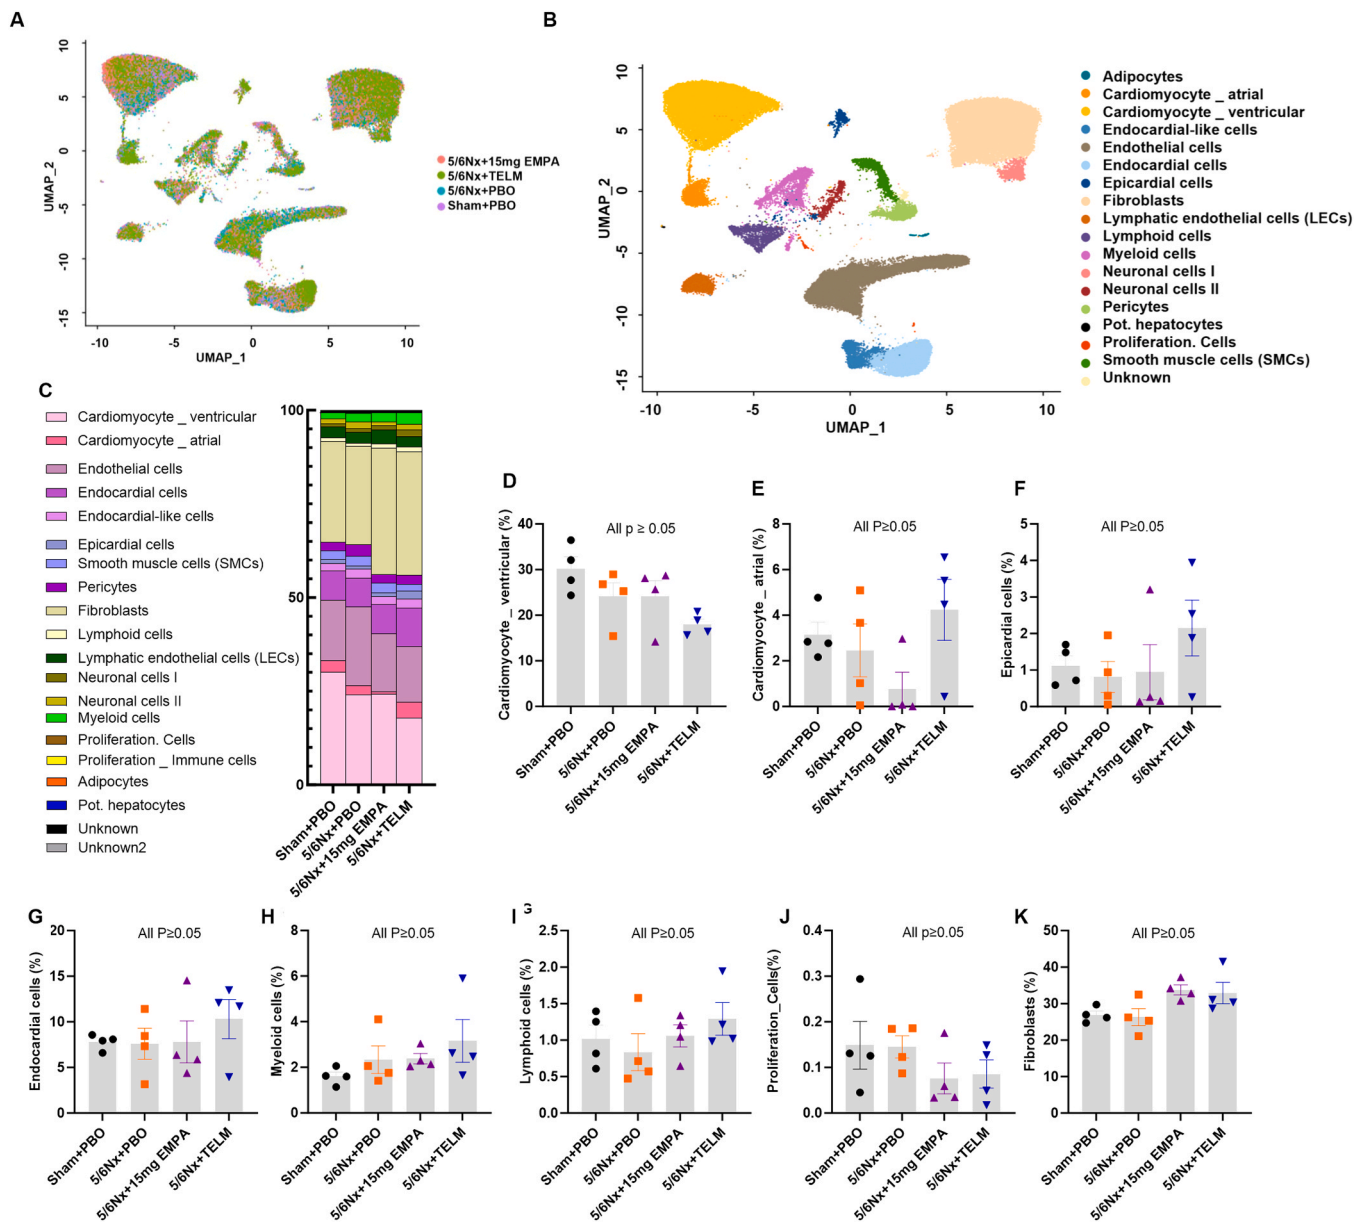 A
10
5
0
-5
-10
-15
UMAP_2
-10
-5
0
5
10
UMAP_1
5/6Nx+15mg EMPA
5/6Nx+TELM
5/6Nx+PBO
Sham+PBO
B
10
5
0
-5
-10
-15
UMAP_2
-10
-5
0
5
10
UMAP_1
Adipocytes
Cardiomyocyte _ atrial
Cardiomyocyte _ ventricular
Endocardial-like cells
Endothelial cells
Endocardial cells
Epicardial cells
Fibroblasts
Lymphatic endothelial cells (LECs)
Lymphoid cells
Myeloid cells
Neuronal cells I
Neuronal cells II
Pericytes
Pot. hepatocytes
Proliferation. Cells
Smooth muscle cells (SMCs)
Unknown
C
Cardiomyocyte _ ventricular
Cardiomyocyte _ atrial
Endothelial cells
Endocardial cells
Endocardial-like cells
Epicardial cells
Smooth muscle cells (SMCs)
Pericytes
Fibroblasts
Lymphoid cells
Lymphatic endothelial cells (LECs)
Neuronal cells I
Neuronal cells II
Myeloid cells
Proliferation. Cells
Proliferation _ Immune cells
Adipocytes
Pot. hepatocytes
Unknown
Unknown2
100
50
0
Sham+PBO
5/6Nx+PBO
5/6Nx+15mg EMPA
5/6Nx+TELM
D
All p ≥ 0.05
Cardiomyocyte _ ventricular (%)
40
30
20
10
0
Sham+PBO
5/6Nx+PBO
5/6Nx+15mg EMPA
5/6Nx+TELM
E
All P≥0.05
Cardiomyocyte _ atrial (%)
8
6
4
2
0
Sham+PBO
5/6Nx+PBO
5/6Nx+15mg EMPA
5/6Nx+TELM
F
All P≥0.05
Epicardial cells (%)
5
4
3
2
1
0
Sham+PBO
5/6Nx+PBO
5/6Nx+15mg EMPA
5/6Nx+TELM
G
All P≥0.05
Endocardial cells (%)
20
15
10
5
0
Sham+PBO
5/6Nx+PBO
5/6Nx+15mg EMPA
5/6Nx+TELM
H
All P≥0.05
Myeloid cells (%)
8
6
4
2
0
Sham+PBO
5/6Nx+PBO
5/6Nx+15mg EMPA
5/6Nx+TELM
I
All P≥0.05
Lymphoid cells (%)
2.5
2.0
1.5
1.0
0.5
0.0
Sham+PBO
5/6Nx+PBO
5/6Nx+15mg EMPA
5/6Nx+TELM
J
All p≥0.05
Proliferation_Cells(%)
0.4
0.3
0.2
0.1
0.0
Sham+PBO
5/6Nx+PBO
5/6Nx+15mg EMPA
5/6Nx+TELM
K
All P≥0.05
Fibroblasts (%)
50
40
30
20
10
0
Sham+PBO
5/6Nx+PBO
5/6Nx+15mg EMPA
5/6Nx+TELM